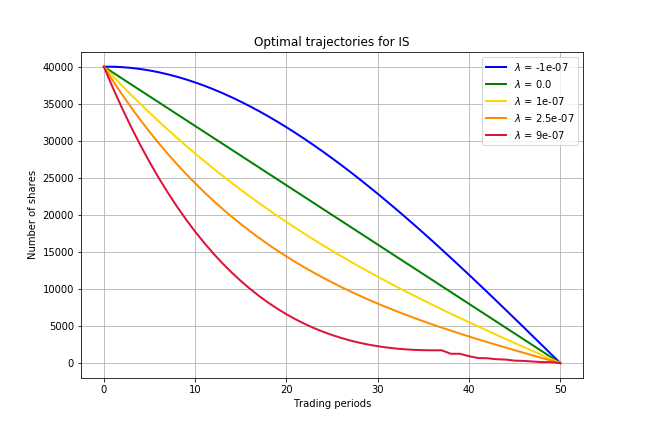 Optimal trajectories for IS
λ = -1e-07
λ = 0.0
λ = 1e-07
λ = 2.5e-07
λ = 9e-07
Number of shares
40000
35000
30000
25000
20000
15000
10000
5000
0
0 10 20 30 40 50
Trading periods